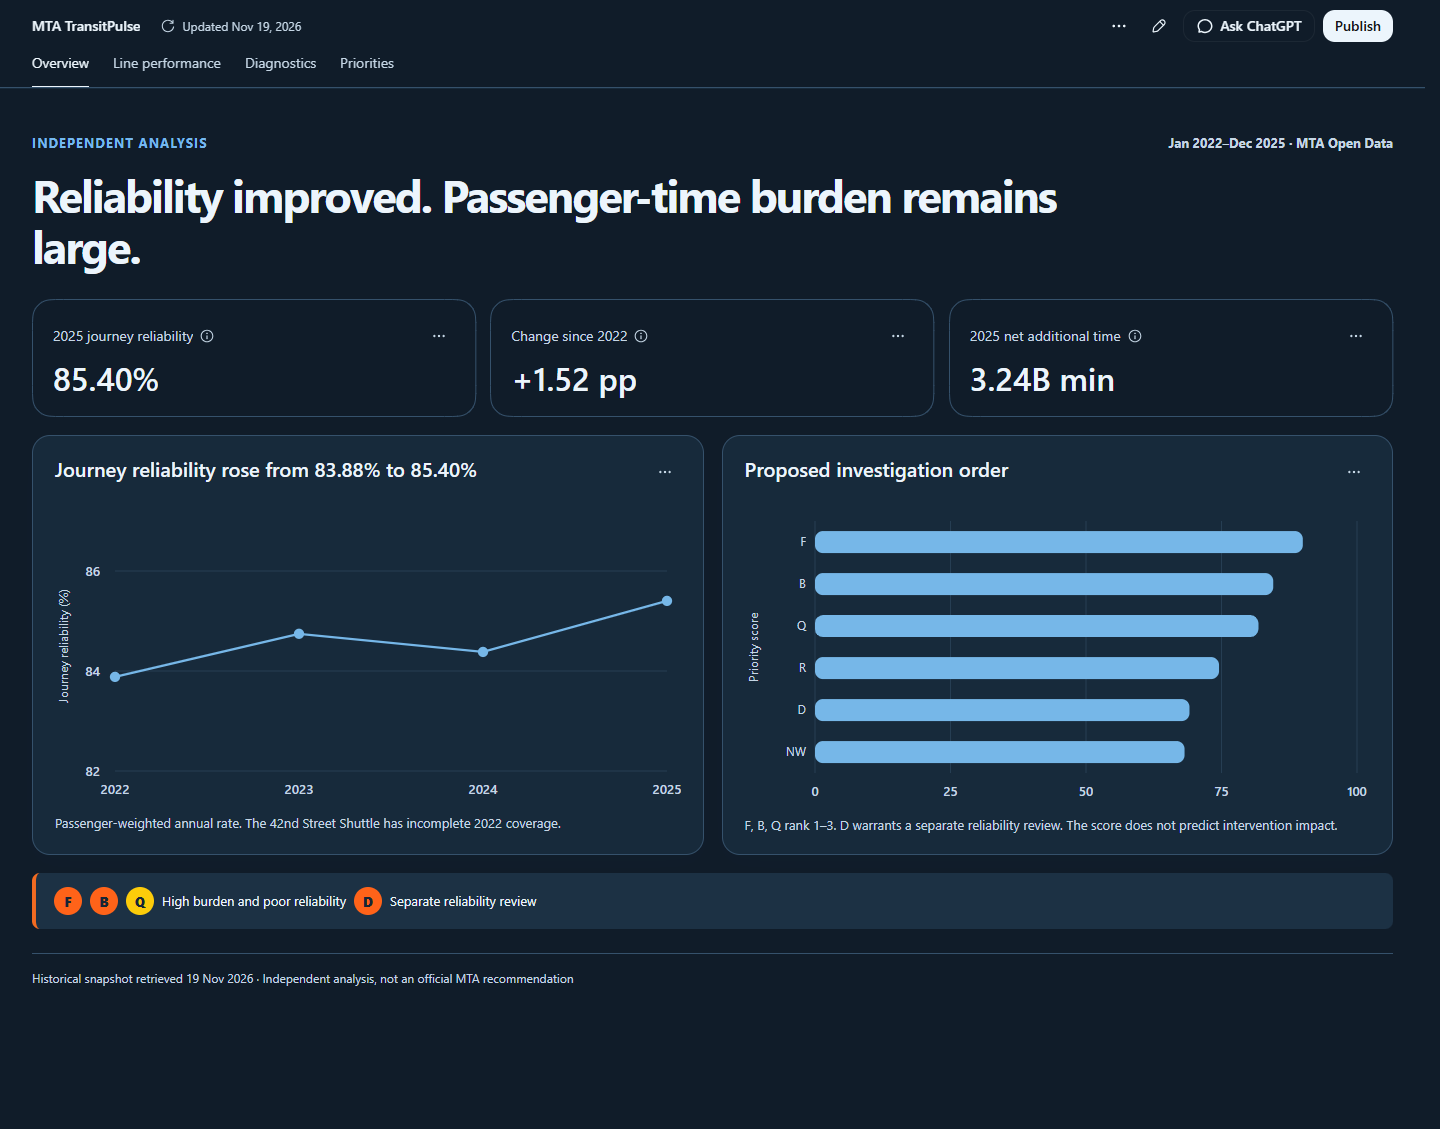 MTA TransitPulse
Updated Nov 19, 2026
Ask ChatGPT
Publish
Overview
Line performance
Diagnostics
Priorities
INDEPENDENT ANALYSIS
Jan 2022–Dec 2025 · MTA Open Data
Reliability improved. Passenger-time burden remains
large.
2025 journey reliability
85.40%
Change since 2022
+1.52 pp
2025 net additional time
3.24B min
Journey reliability rose from 83.88% to 85.40%
Journey reliability (%)
86
84
82
2022
2023
2024
2025
Passenger-weighted annual rate. The 42nd Street Shuttle has incomplete 2022 coverage.
Proposed investigation order
Priority score
F
B
Q
R
D
NW
0
25
50
75
100
F, B, Q rank 1–3. D warrants a separate reliability review. The score does not predict intervention impact.
F B Q High burden and poor reliability D Separate reliability review
Historical snapshot retrieved 19 Nov 2026 · Independent analysis, not an official MTA recommendation